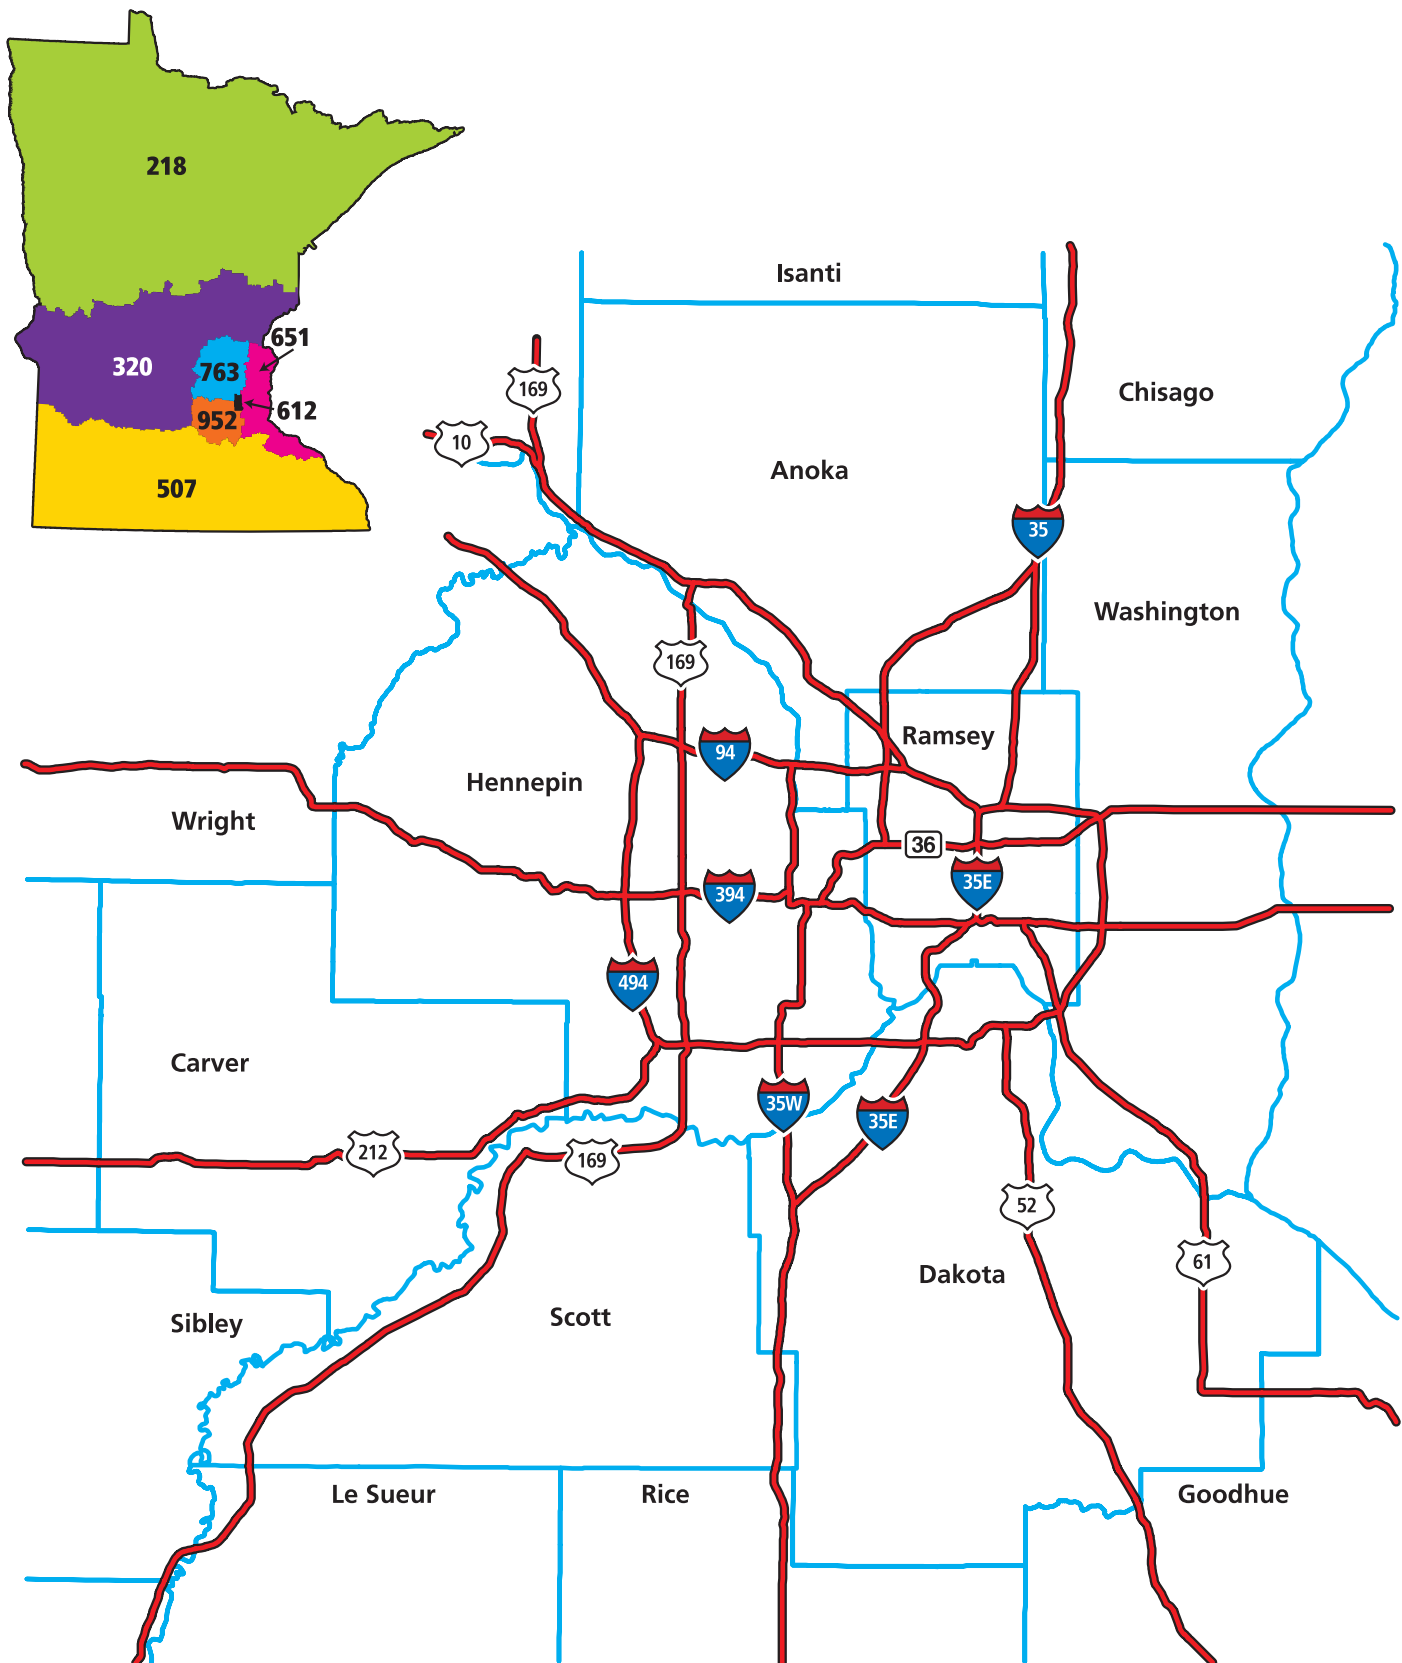 218
651
320
763
612
952
507
Isanti
169
Chisago
10
Anoka
35
Washington
169
Ramsey
94
Hennepin
Wright
36
35E
394
494
Carver
35W
35E
212
169
52
61
Dakota
Scott
Sibley
Le Sueur
Rice
Goodhue